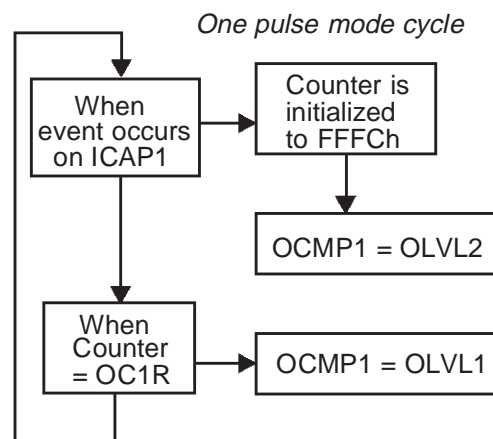 One pulse mode cycle
When
event occurs
on ICAP1
Counter is
initialized
to FFFCh
OCMP1 = OLVL2
When
Counter
= OC1R
OCMP1 = OLVL1